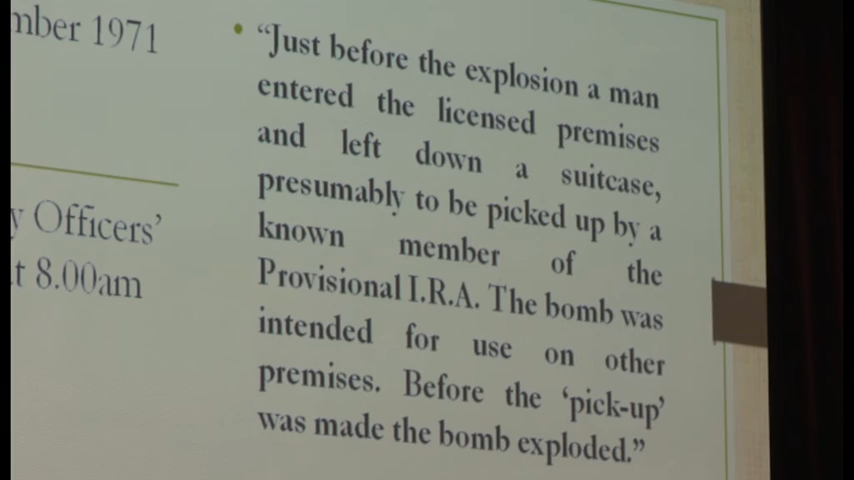 1971
Officers’
8.00am
“Just before the explosion a man
entered the licensed premises
and left down a suitcase,
presumably to be picked up by a
known member of the
Provisional I.R.A. The bomb was
intended for use on other
premises. Before the ‘pick-up’
was made the bomb exploded.”